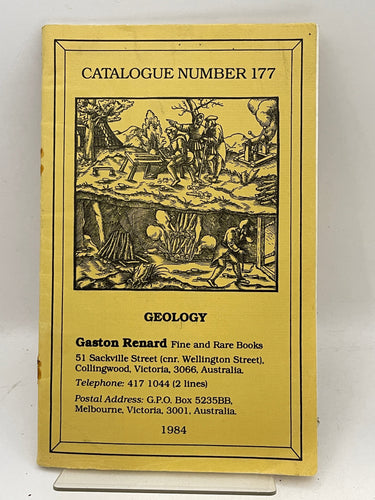 CATALOGUE NUMBER 177
GEOLOGY
Gaston Renard Fine and Rare Books
51 Sackville Street (cnr. Wellington Street),
Collingwood, Victoria, 3066, Australia.
Telephone: 417 1044 (2 lines)
Postal Address: G.P.O. Box 5235BB,
Melbourne, Victoria, 3001, Australia.
1984